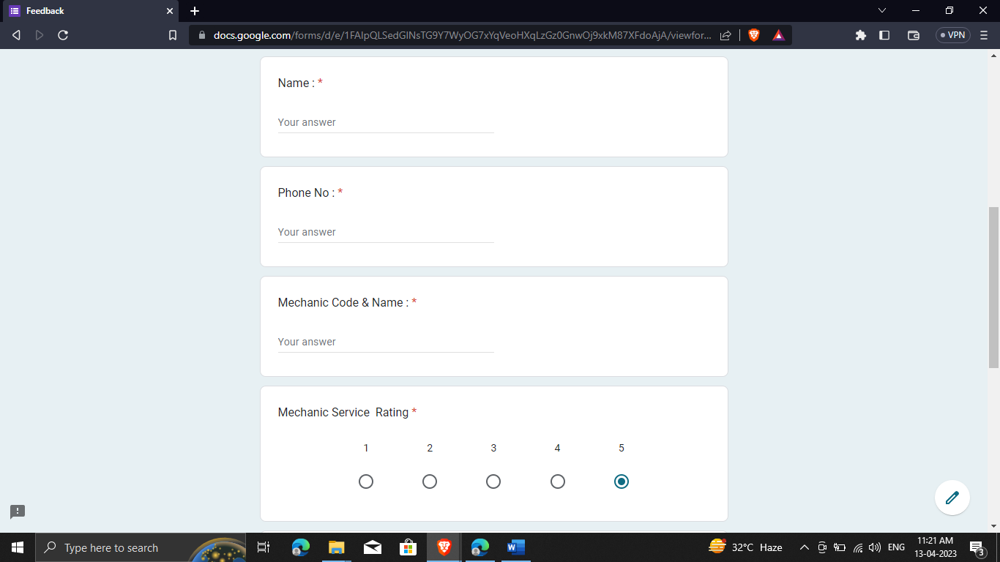 Feedback
docs.google.com/forms/d/e/1FAIpQLSedGINsTG9Y7WyOG7xYqVeoHXqLzGz0GnwOj9xkM87XFdoAjA/viewfor...
VPN
Name : *
Your answer
Phone No : *
Your answer
Mechanic Code & Name : *
Your answer
Mechanic Service  Rating *
1 2 3 4 5
Type here to search
32°C Haze
ENG
11:21 AM
13-04-2023
3